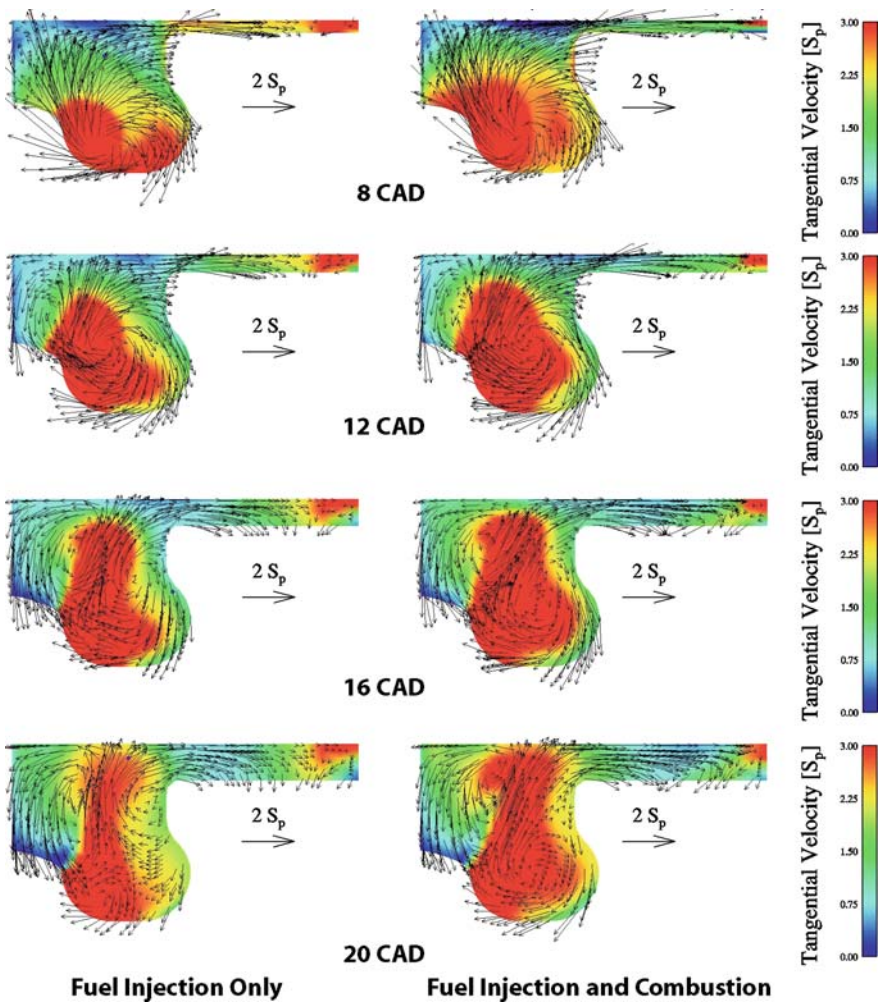 3.00
2.25
1.50
0.75
0.00
Tangential Velocity [Sp]
2 Sp
2 Sp
8 CAD
3.00
2.25
1.50
0.75
0.00
Tangential Velocity [Sp]
2 Sp
2 Sp
12 CAD
3.00
2.25
1.50
0.75
0.00
Tangential Velocity [Sp]
2 Sp
2 Sp
16 CAD
3.00
2.25
1.50
0.75
0.00
Tangential Velocity [Sp]
2 Sp
2 Sp
20 CAD
Fuel Injection Only
Fuel Injection and Combustion